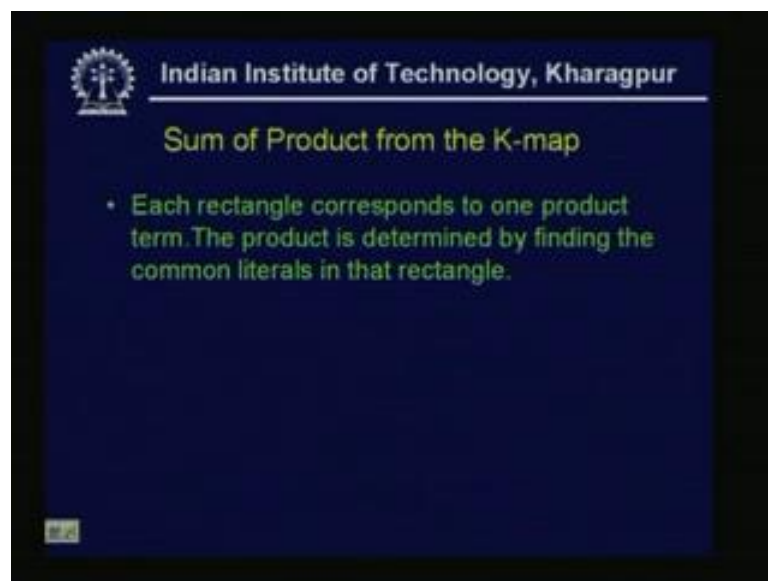 Indian Institute of Technology, Kharagpur
Sum of Product from the K-map
• Each rectangle corresponds to one product
term.The product is determined by finding the
common literals in that rectangle.